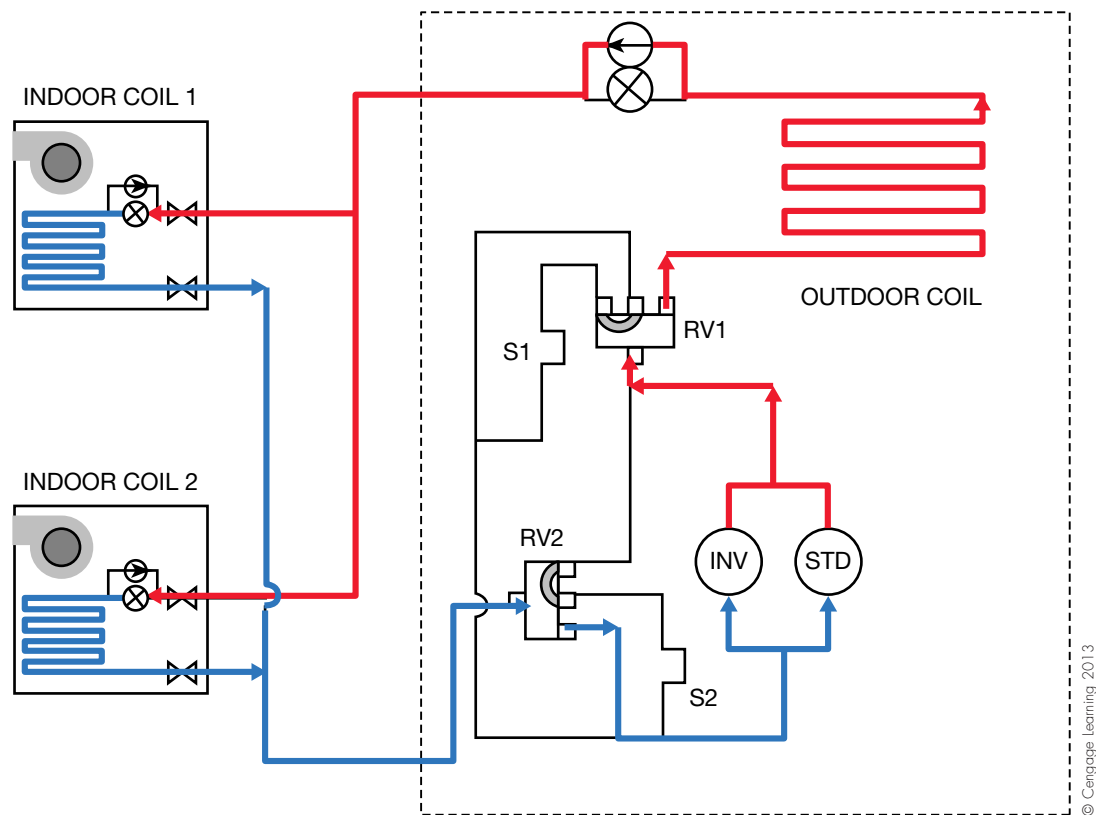 INDOOR COIL 1
OUTDOOR COIL
RV1
S1
INDOOR COIL 2
RV2
INV
STD
S2
© Cengage Learning 2013